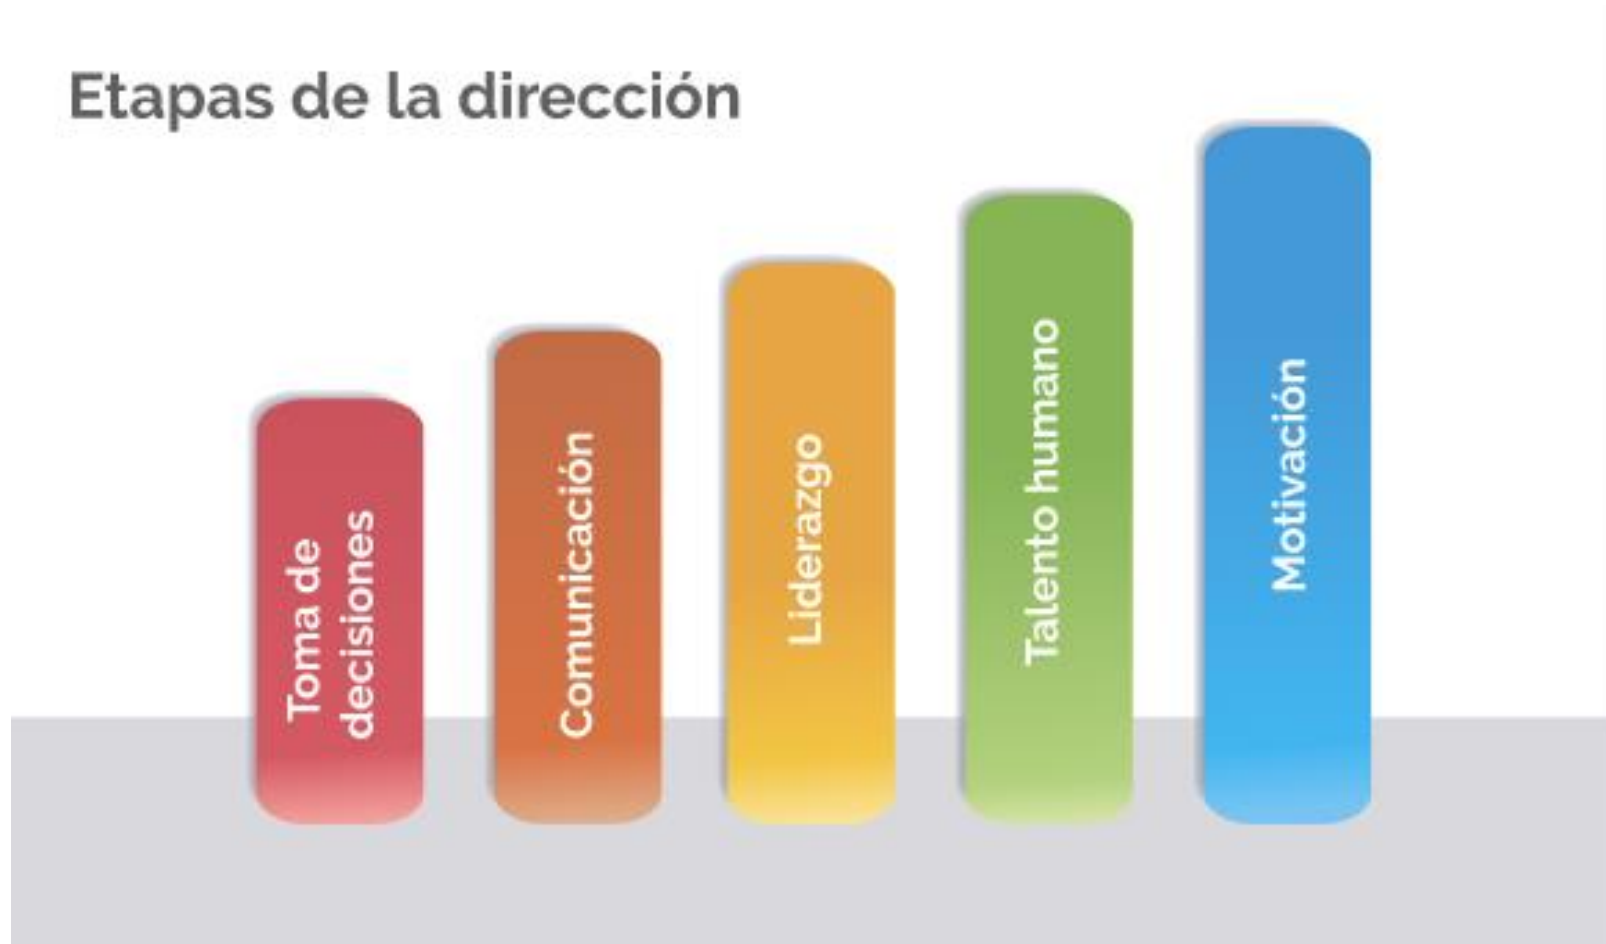 Etapas de la dirección
Toma de
decisiones
Comunicación
Liderazgo
Talento humano
Motivación